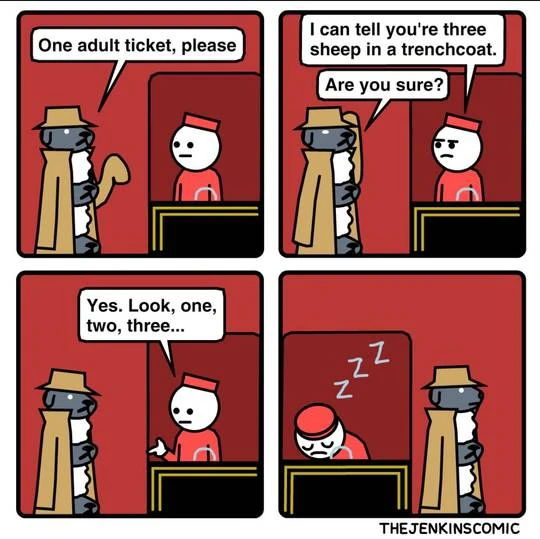 One adult ticket, please
I can tell you're three
sheep in a trenchcoat.
Are you sure?
Yes. Look, one,
two, three...
z z z
THEJENKINSCOMIC